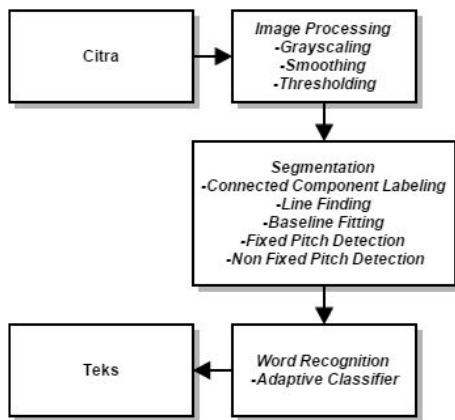 Citra
Image Processing
-Grayscaling
-Smoothing
-Thresholding
Segmentation
-Connected Component Labeling
-Line Finding
-Baseline Fitting
-Fixed Pitch Detection
-Non Fixed Pitch Detection
Word Recognition
-Adaptive Classifier
Teks